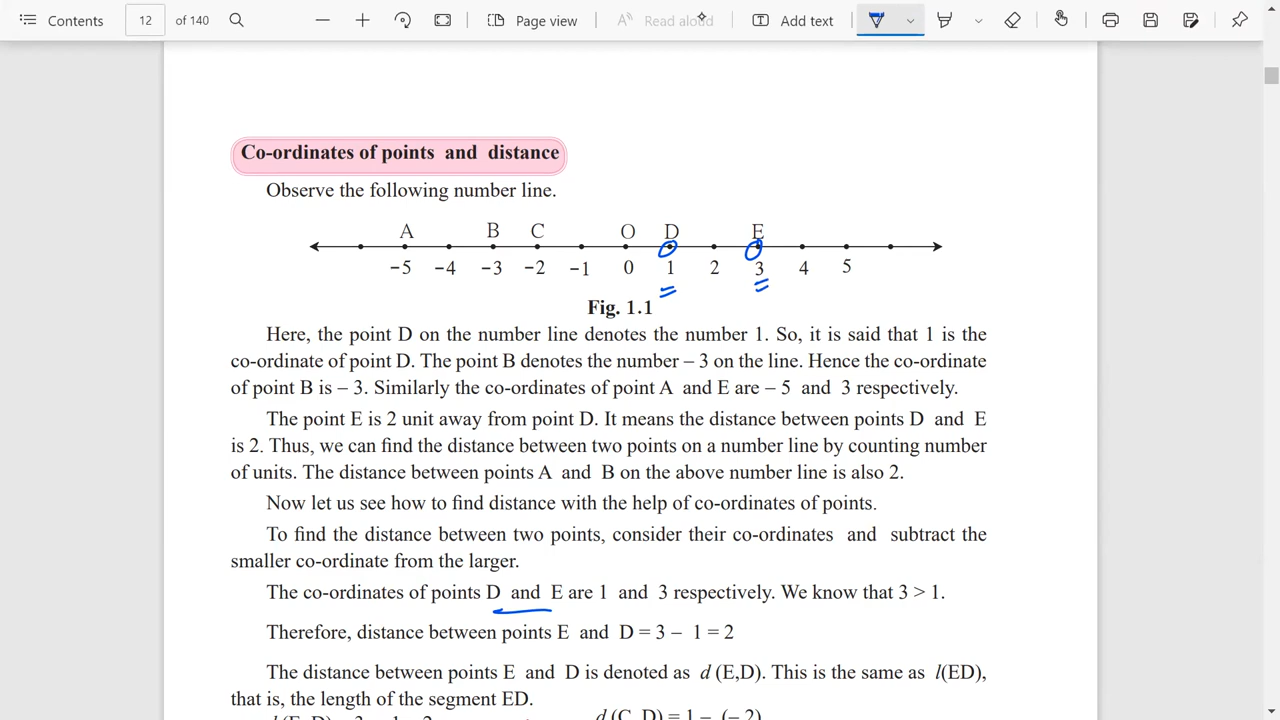 Contents 12 of 140 Page view Read aloud Add text
Co-ordinates of points and distance
Observe the following number line.
A B C O D E
−5 −4 −3 −2 −1 0 1 2 3 4 5
Fig. 1.1
Here, the point D on the number line denotes the number 1. So, it is said that 1 is the
co-ordinate of point D. The point B denotes the number – 3 on the line. Hence the co-ordinate
of point B is – 3. Similarly the co-ordinates of point A and E are – 5 and 3 respectively.
The point E is 2 unit away from point D. It means the distance between points D and E
is 2. Thus, we can find the distance between two points on a number line by counting number
of units. The distance between points A and B on the above number line is also 2.
Now let us see how to find distance with the help of co-ordinates of points.
To find the distance between two points, consider their co-ordinates and subtract the
smaller co-ordinate from the larger.
The co-ordinates of points D and E are 1 and 3 respectively. We know that 3 > 1.
Therefore, distance between points E and D = 3 – 1 = 2
The distance between points E and D is denoted as d (E,D). This is the same as l(ED),
that is, the length of the segment ED.
d (E, D) = 3 – 1 = 2 d (C, D) = 1 – (– 2)